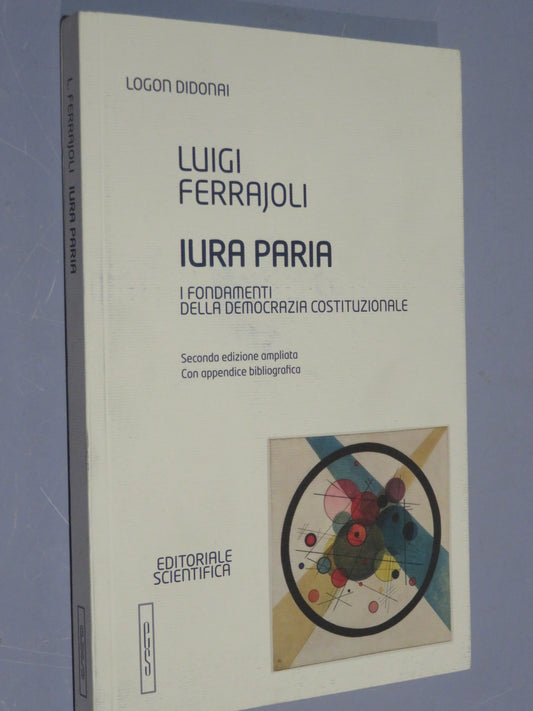 LOGON DIDONAI
LUIGI
FERRAJOLI
IURA PARIA
I FONDAMENTI
DELLA DEMOCRAZIA COSTITUZIONALE
Seconda edizione ampliata
Con appendice bibliografica
EDITORIALE
SCIENTIFICA
L. FERRAJOLI IURA PARIA